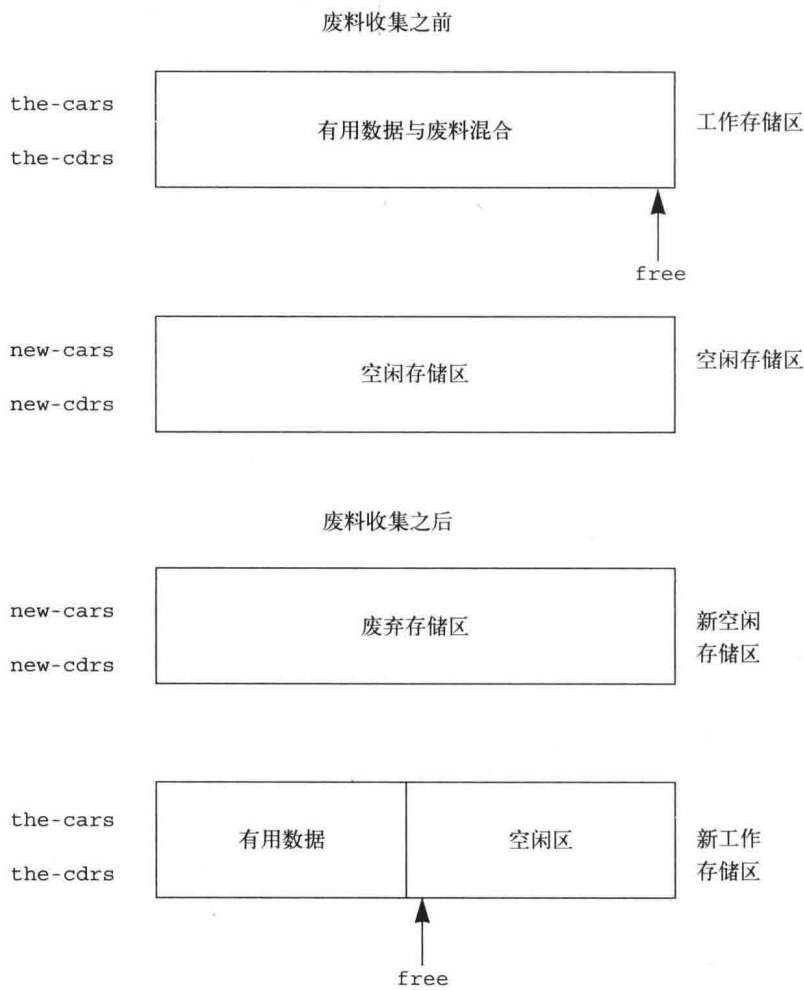 废料收集之前
the-cars
the-cdrs
有用数据与废料混合
工作存储区
free
new-cars
new-cdrs
空闲存储区
空闲存储区
废料收集之后
new-cars
new-cdrs
废弃存储区
新空闲
存储区
the-cars
the-cdrs
有用数据
空闲区
新工作
存储区
free